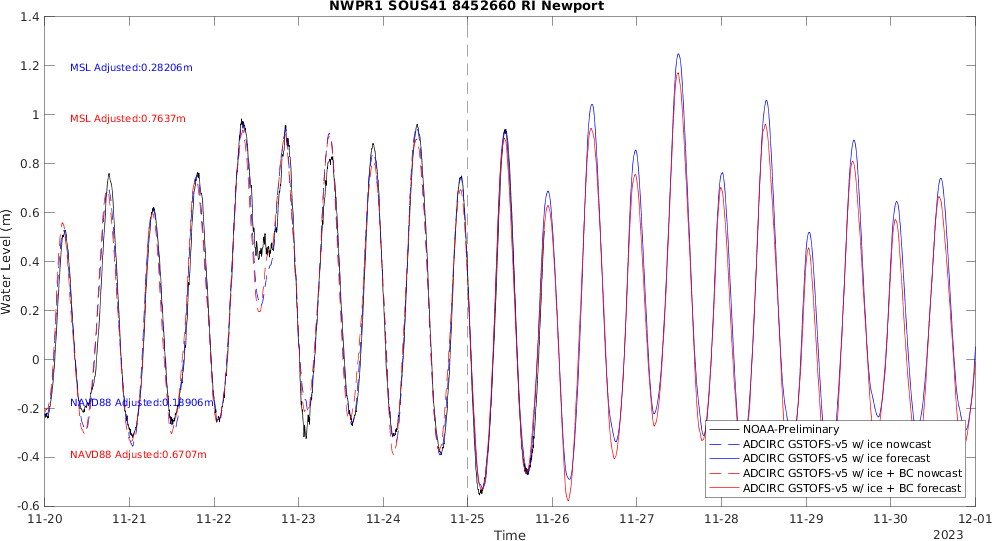 NWPR1 SOUS41 8452660 RI Newport
1.4
1.2
1
0.8
0.6
0.4
0.2
0
-0.2
-0.4
-0.6
Water Level (m)
MSL Adjusted:0.28206m
MSL Adjusted:0.7637m
NAVD88 Adjusted:0.18906m
NAVD88 Adjusted:0.6707m
NOAA-Preliminary
ADCIRC GSTOFS-v5 w/ ice nowcast
ADCIRC GSTOFS-v5 w/ ice forecast
ADCIRC GSTOFS-v5 w/ ice + BC nowcast
ADCIRC GSTOFS-v5 w/ ice + BC forecast
11-20 11-21 11-22 11-23 11-24 11-25 11-26 11-27 11-28 11-29 11-30 12-01
Time
2023